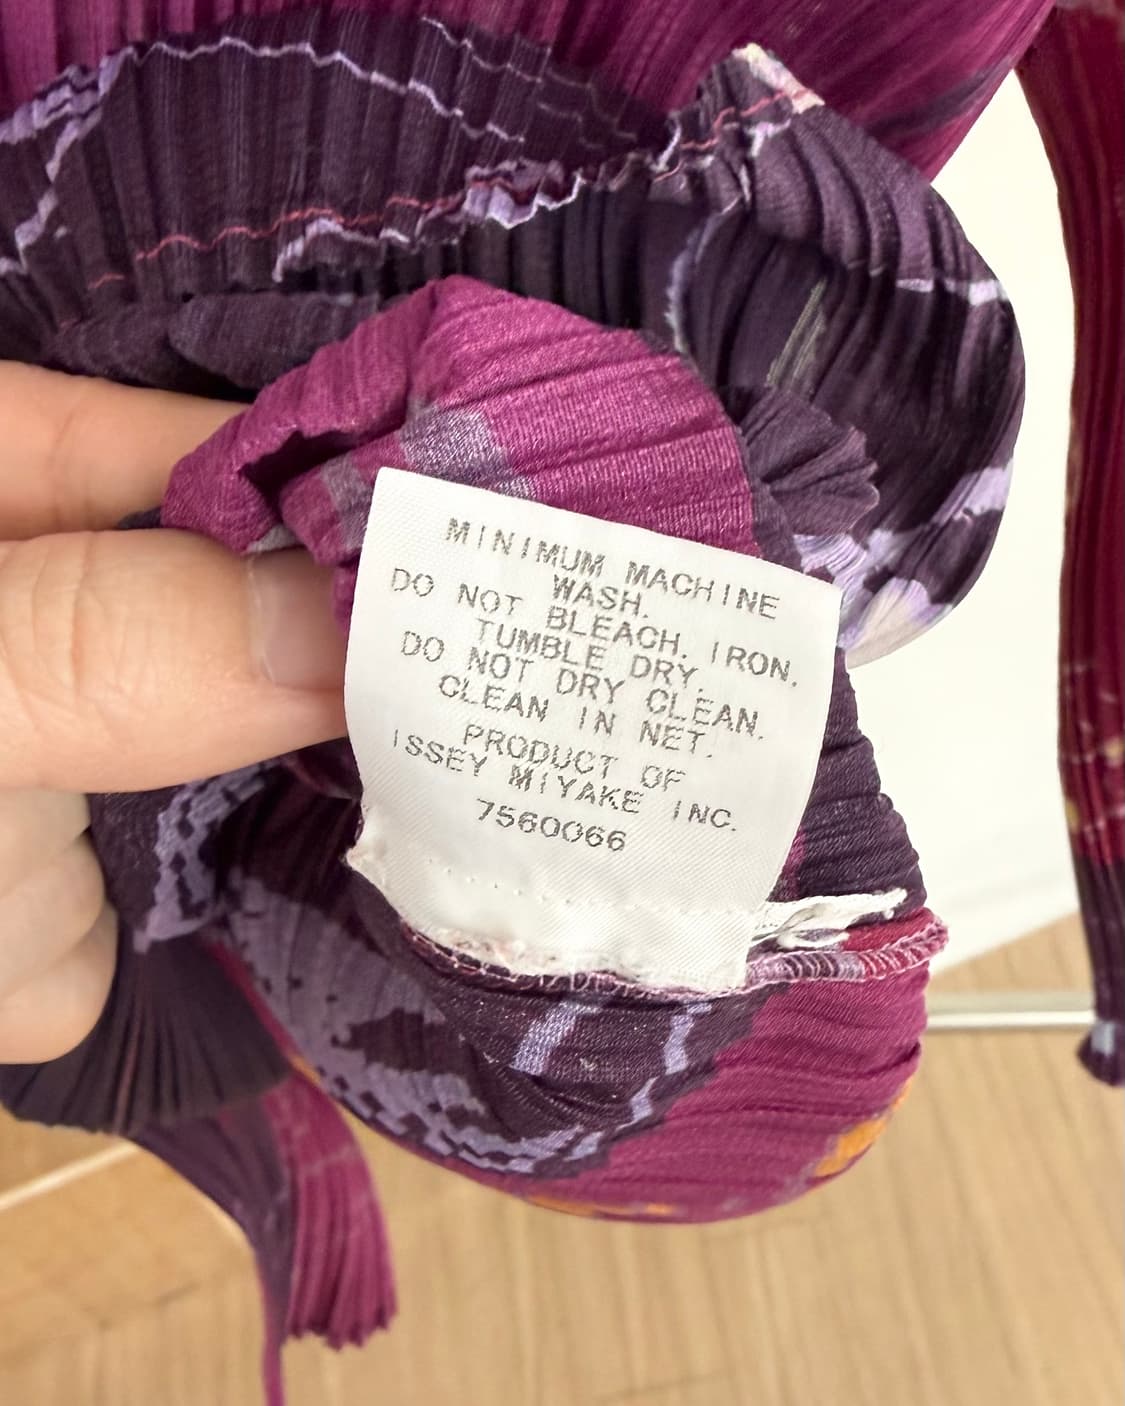 MINIMUM MACHINE
WASH.
DO NOT BLEACH. IRON.
TUMBLE DRY.
DO NOT DRY CLEAN.
CLEAN IN NET.
PRODUCT OF
ISSEY MIYAKE INC.
7560066